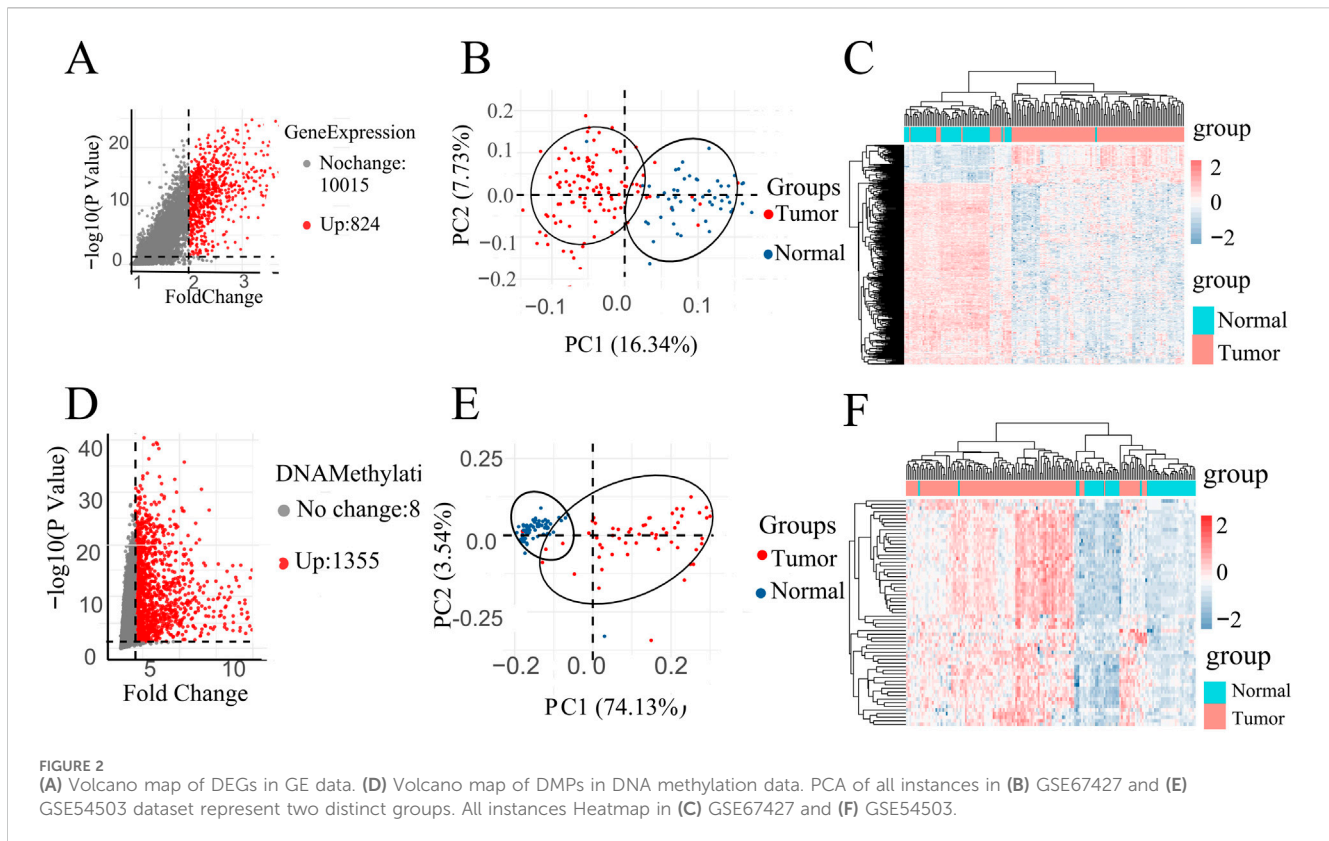 A
25
20
10
0
−log10(P Value)
1
2
3
FoldChange
GeneExpression
Nochange:
10015
Up:824
B
0.2
0.1
0.0
−0.1
−0.2
PC2 (7.73%)
−0.1
0.0
0.1
PC1 (16.34%)
Groups
Tumor
Normal
C
group
2
0
−2
group
Normal
Tumor
D
40
30
20
10
0
−log10(P Value)
5
10
Fold Change
DNAMethylati
No change:8
Up:1355
E
0.25
0.0
−0.25
PC2 (3.54%)
−0.2
0.0
0.2
PC1 (74.13%)
Groups
Tumor
Normal
F
group
2
1
0
−1
−2
group
Normal
Tumor
FIGURE 2
(A) Volcano map of DEGs in GE data. (D) Volcano map of DMPs in DNA methylation data. PCA of all instances in (B) GSE67427 and (E)
GSE54503 dataset represent two distinct groups. All instances Heatmap in (C) GSE67427 and (F) GSE54503.